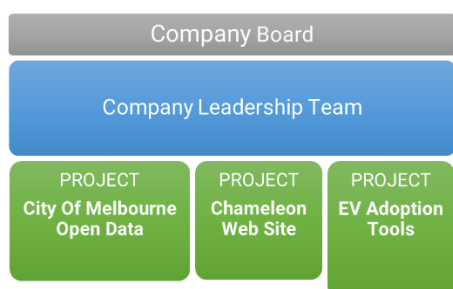 Company Board
Company Leadership Team
PROJECT
City Of Melbourne
Open Data
PROJECT
Chameleon
Web Site
PROJECT
EV Adoption
Tools